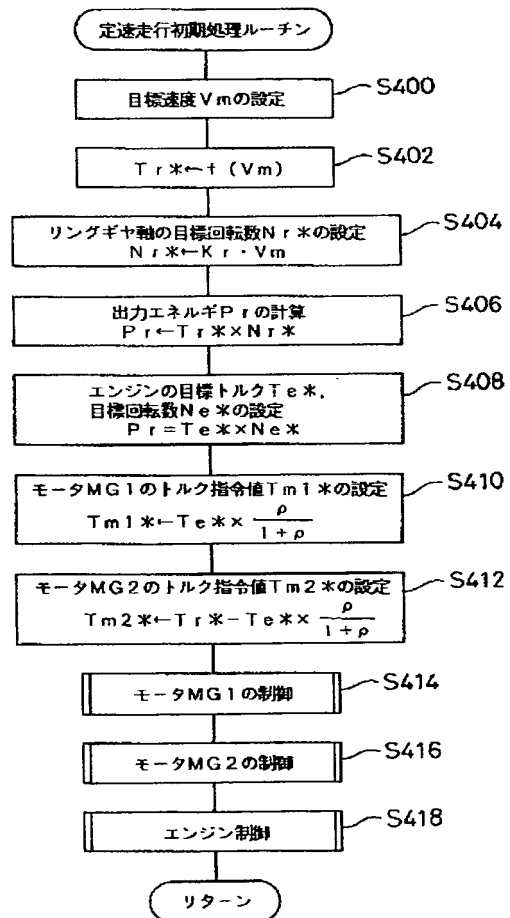 定速走行初期処理ルーチン
目標速度Vmの設定
S400
Tr*←f(Vm)
S402
リングギヤ軸の目標回転数Nr*の設定
Nr*←Kr・Vm
S404
出力エネルギPrの計算
Pr←Tr*×Nr*
S406
エンジンの目標トルクTe*,
目標回転数Ne*の設定
Pr=Te*×Ne*
S408
モータMG1のトルク指令値Tm1*の設定
Tm1*←Te*× ρ/1+ρ
S410
モータMG2のトルク指令値Tm2*の設定
Tm2*←Tr*-Te*× ρ/1+ρ
S412
モータMG1の制御
S414
モータMG2の制御
S416
エンジン制御
S418
リターン